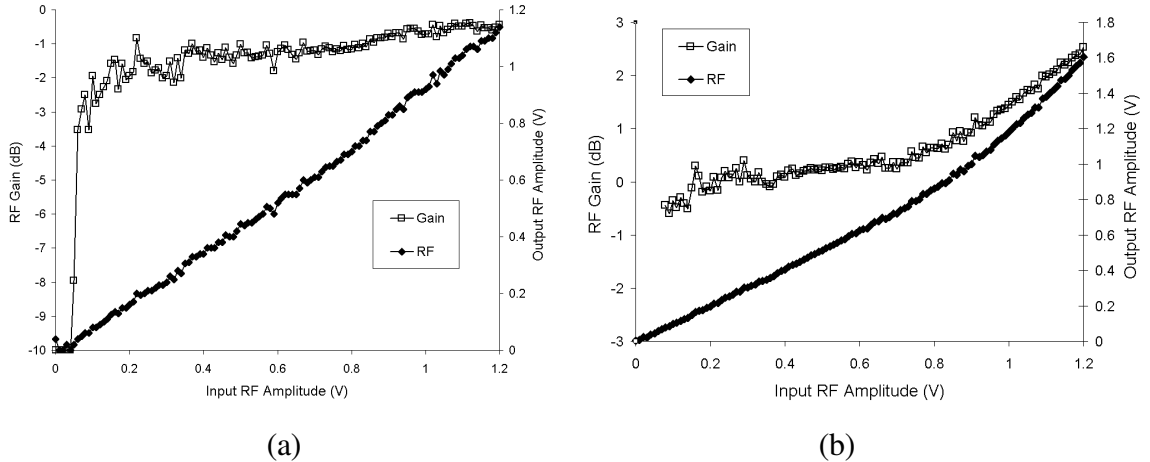 0
-1
-2
-3
-4
-5
-6
-7
-8
-9
-10
RF Gain (dB)
1.2
1
0.8
0.6
0.4
0.2
0
Output RF Amplitude (V)
Gain
RF
0 0.2 0.4 0.6 0.8 1 1.2
Input RF Amplitude (V)
(a)
3
2
1
0
-1
-2
-3
RF Gain (dB)
1.8
1.6
1.4
1.2
1
0.8
0.6
0.4
0.2
0
Output RF Amplitude (V)
Gain
RF
0 0.2 0.4 0.6 0.8 1 1.2
Input RF Amplitude (V)
(b)